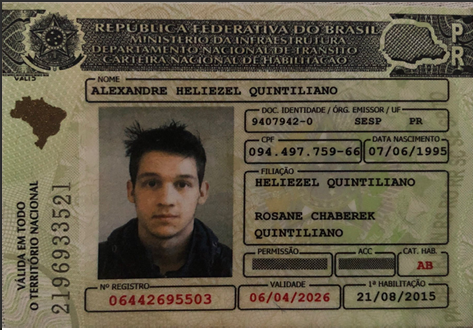 REPÚBLICA FEDERATIVA DO BRASIL
MINISTÉRIO DA INFRAESTRUTURA
DEPARTAMENTO NACIONAL DE TRÂNSITO
CARTEIRA NACIONAL DE HABILITAÇÃO
PR
NOME
ALEXANDRE HELIEZEL QUINTILIANO
DOC. IDENTIDADE / ÓRG. EMISSOR / UF
9407942-0 SESP PR
CPF DATA NASCIMENTO
094.497.759-66 07/06/1995
FILIAÇÃO
HELIEZEL QUINTILIANO
ROSANE CHABEREK
QUINTILIANO
PERMISSÃO ACC CAT. HAB.
AB
Nº REGISTRO VALIDADE 1ª HABILITAÇÃO
06442695503 06/04/2026 21/08/2015
VÁLIDA EM TODO
O TERRITÓRIO NACIONAL
2196933521